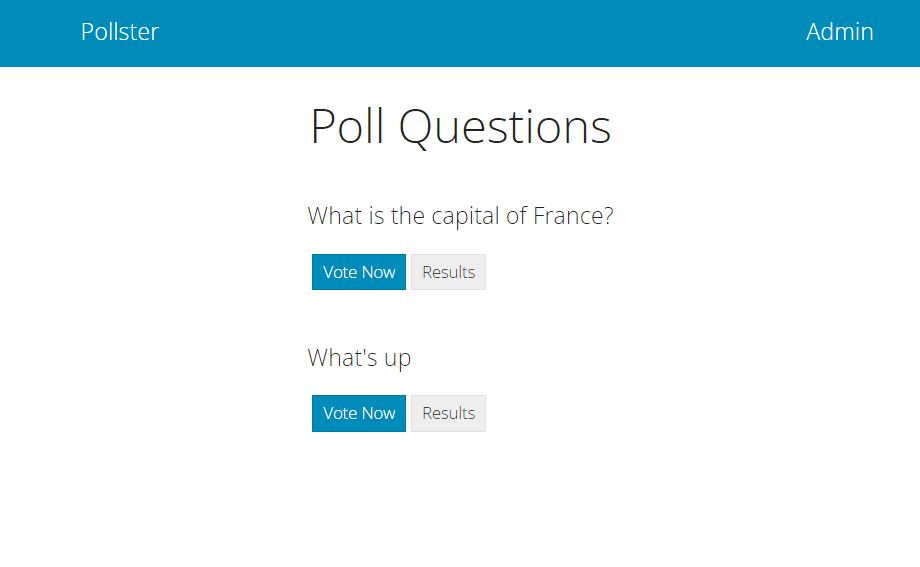 Pollster Admin
Poll Questions
What is the capital of France?
Vote Now Results
What's up
Vote Now Results